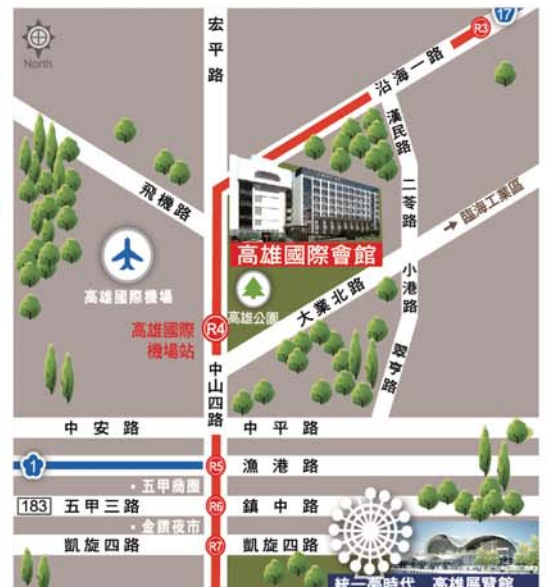 17
宏平路
R3
North
沿海一路
漢民路
飛機路
二苓路
臨海工業區
高雄國際會館
高雄國際機場
小港路
高雄公園
大業北路
高雄國際
機場站
R4
中山四路
翠亨路
中安路
中平路
1
R5
漁港路
五甲商圈
183
五甲三路
R6
鎮中路
金鑽夜市
凱旋四路
R7
凱旋四路
統一夢時代
高雄展覽館